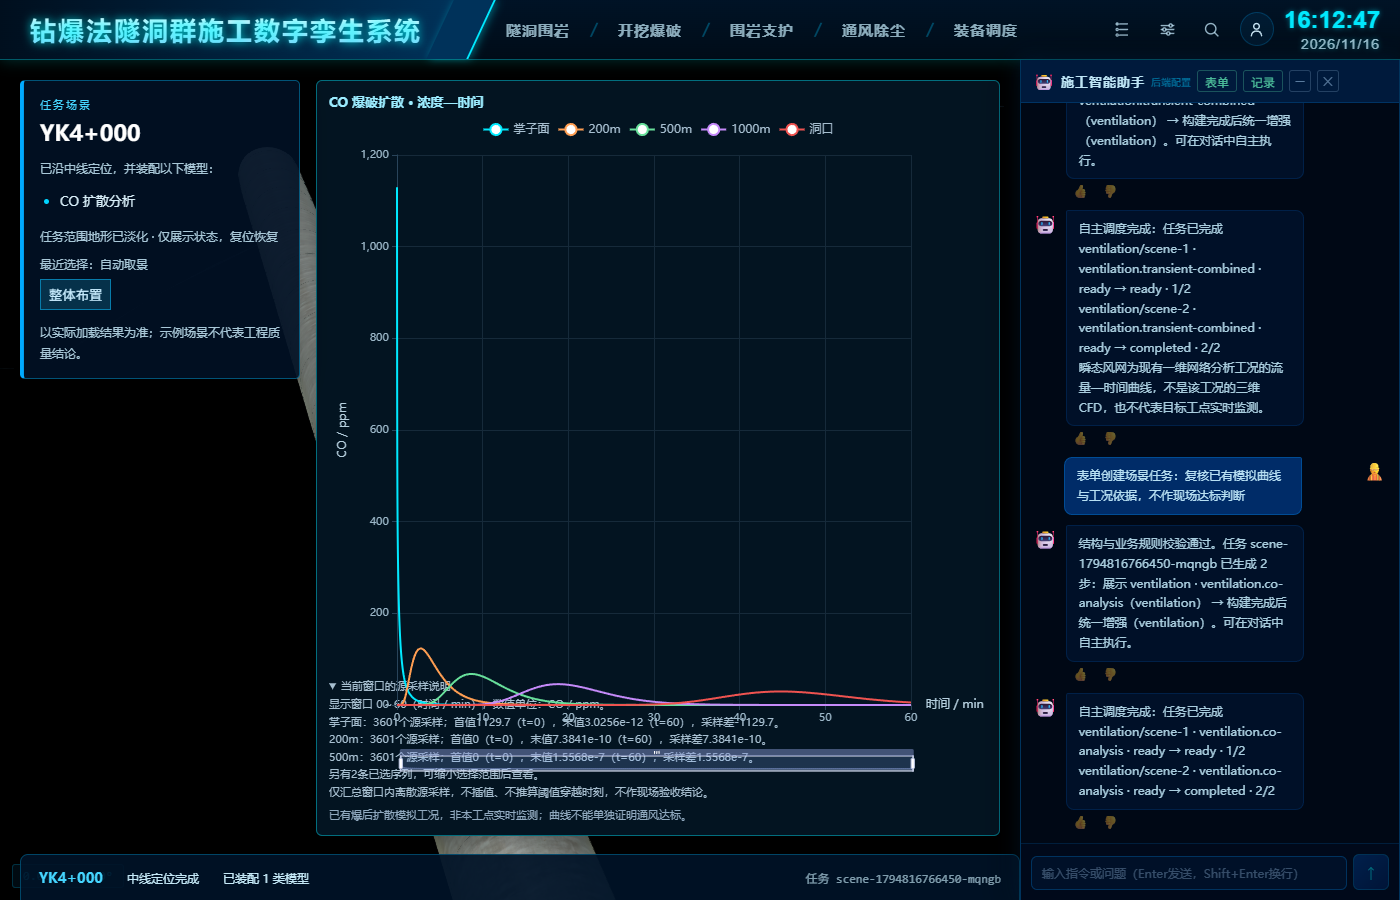 钻爆法隧洞群施工数字孪生系统
隧洞围岩 / 开挖爆破 / 围岩支护 / 通风除尘 / 装备调度
16:12:47
2026/11/16
任务场景
YK4+000
已沿中线定位，并装配以下模型：
CO 扩散分析
任务范围地形已淡化 · 仅展示状态，复位恢复
最近选择：自动取景
整体布置
以实际加载结果为准；示例场景不代表工程质
量结论。
CO 爆破扩散 • 浓度—时间
掌子面 200m 500m 1000m 洞口
1,200
1,000
800
600
400
200
CO / ppm
0 10 20 30 40 50 60
时间 / min
▼ 当前窗口的源采样说明
显示窗口 0–60（时间 / min），数值单位：CO / ppm。
掌子面：3601个源采样；首值1129.7（t=0），末值3.0256e-12（t=60），采样差-1129.7。
200m：3601个源采样；首值0（t=0），末值7.3841e-10（t=60），采样差7.3841e-10。
500m：3601个源采样；首值0（t=0），末值1.5568e-7（t=60），采样差1.5568e-7。
另有2条已选序列，可缩小选择范围后查看。
仅汇总窗口内离散源采样，不插值、不推算阈值穿越时刻，不作现场验收结论。
已有爆后扩散模拟工况，非本工点实时监测；曲线不能单独证明通风达标。
YK4+000 中线定位完成 已装配 1 类模型
任务 scene-1794816766450-mqngb
施工智能助手 后端配置 表单 记录
ventilation.transient-combined
（ventilation） → 构建完成后统一增强
（ventilation）。可在对话中自主执
行。
自主调度完成：任务已完成
ventilation/scene-1 ·
ventilation.transient-combined ·
ready → ready · 1/2
ventilation/scene-2 ·
ventilation.transient-combined ·
ready → completed · 2/2
瞬态风网为现有一维网络分析工况的流
量—时间曲线，不是该工况的三维
CFD，也不代表目标工点实时监测。
表单创建场景任务：复核已有模拟曲线
与工况依据，不作现场达标判断
结构与业务规则校验通过。任务 scene-
1794816766450-mqngb 已生成 2
步：展示 ventilation · ventilation.co-
analysis（ventilation） → 构建完成后
统一增强（ventilation）。可在对话中
自主执行。
自主调度完成：任务已完成
ventilation/scene-1 · ventilation.co-
analysis · ready → ready · 1/2
ventilation/scene-2 · ventilation.co-
analysis · ready → completed · 2/2
输入指令或问题（Enter发送，Shift+Enter换行）